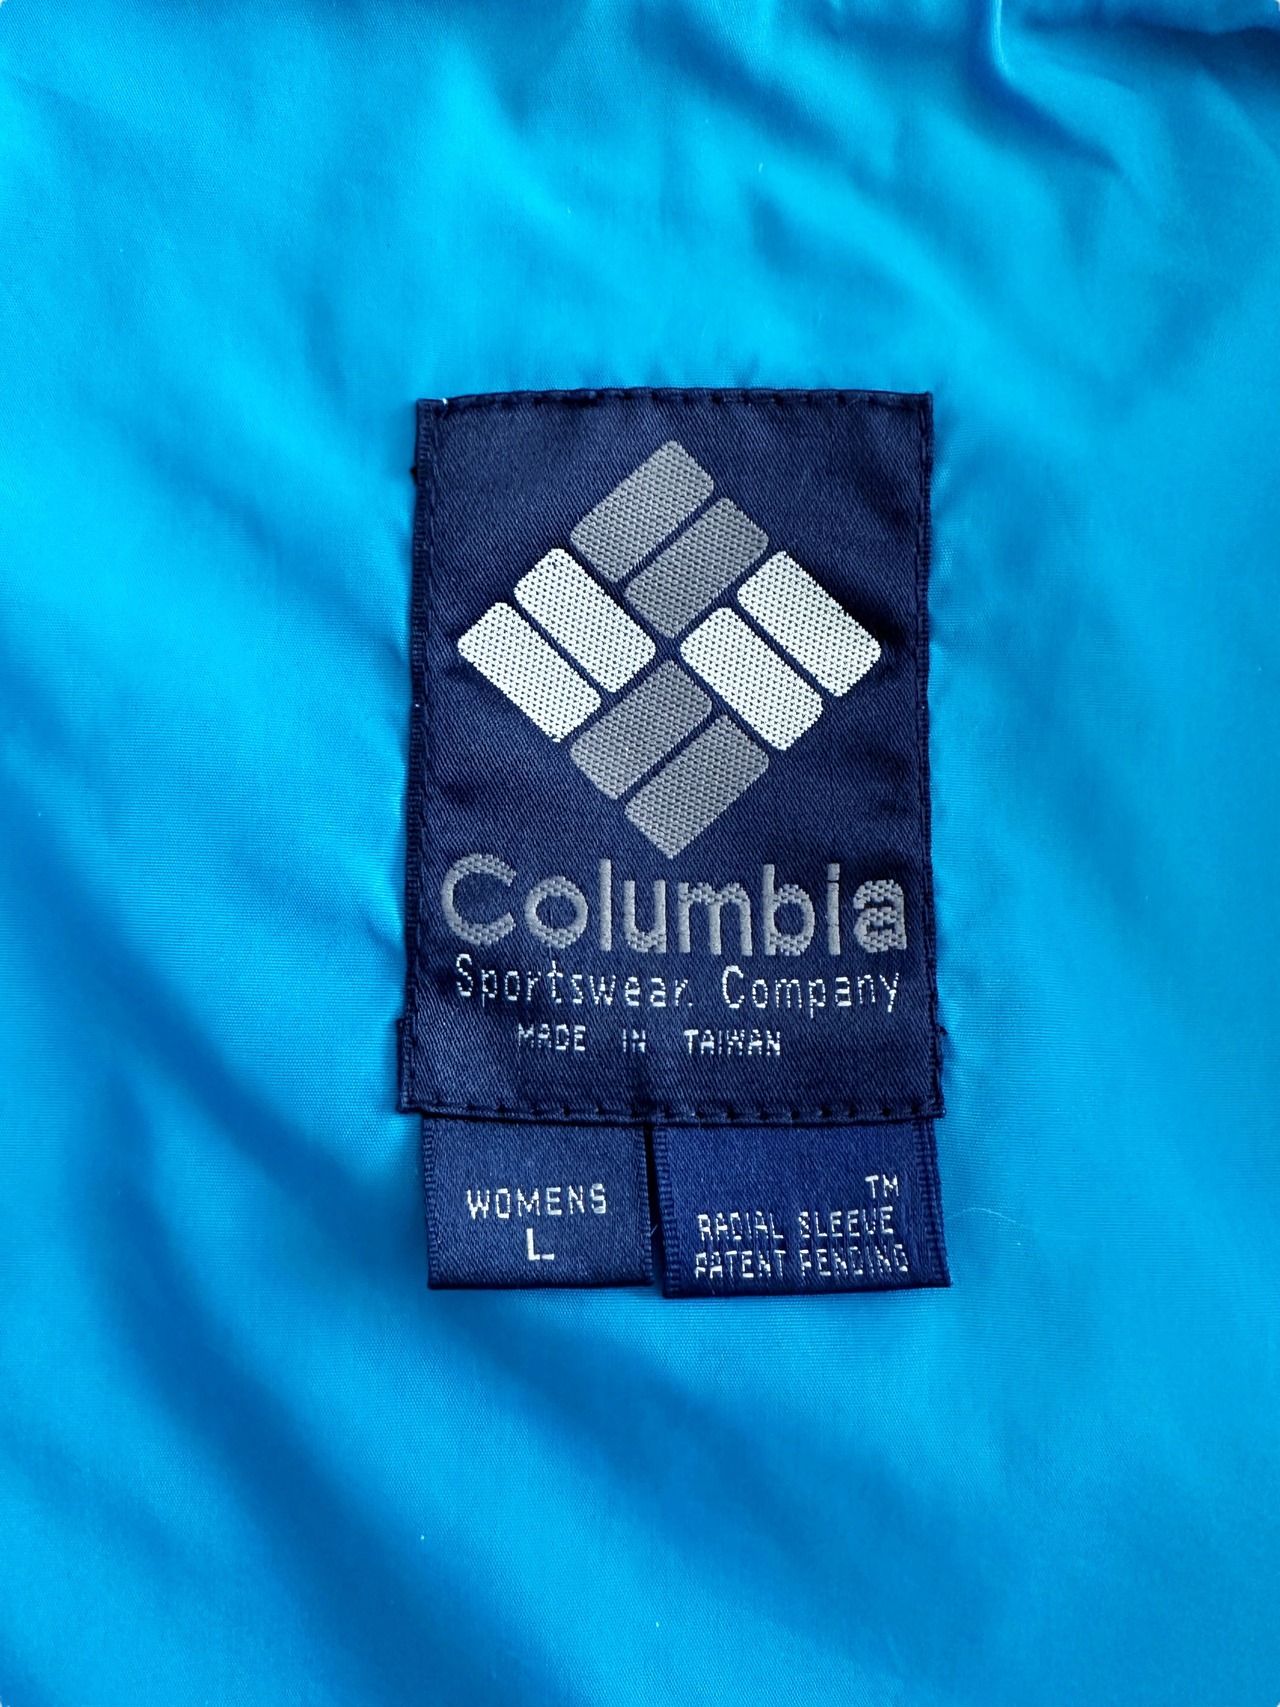 Columbia
Sportswear Company
MADE IN TAIWAN
WOMENS
L
TM
RADIAL SLEEVE
PATENT PENDING